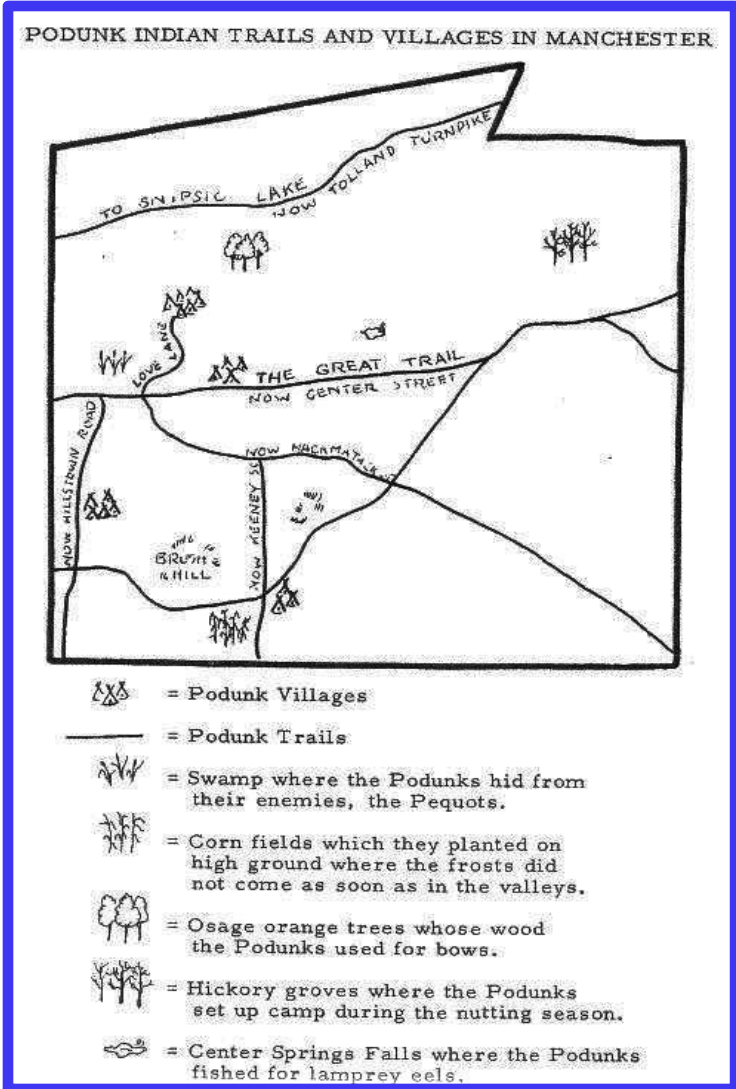 PODUNK INDIAN TRAILS AND VILLAGES IN MANCHESTER
TO SNIPSIC LAKE
NOW TOLLAND TURNPIKE
LOVE LANE
THE GREAT TRAIL
NOW CENTER STREET
NOW HILLSTOWN ROAD
NOW HACKMATACK
NOW KEENEY
HILL
= Podunk Villages
= Podunk Trails
= Swamp where the Podunks hid from
their enemies, the Pequots.
= Corn fields which they planted on
high ground where the frosts did
not come as soon as in the valleys.
= Osage orange trees whose wood
the Podunks used for bows.
= Hickory groves where the Podunks
set up camp during the nutting season.
= Center Springs Falls where the Podunks
fished for lamprey eels.